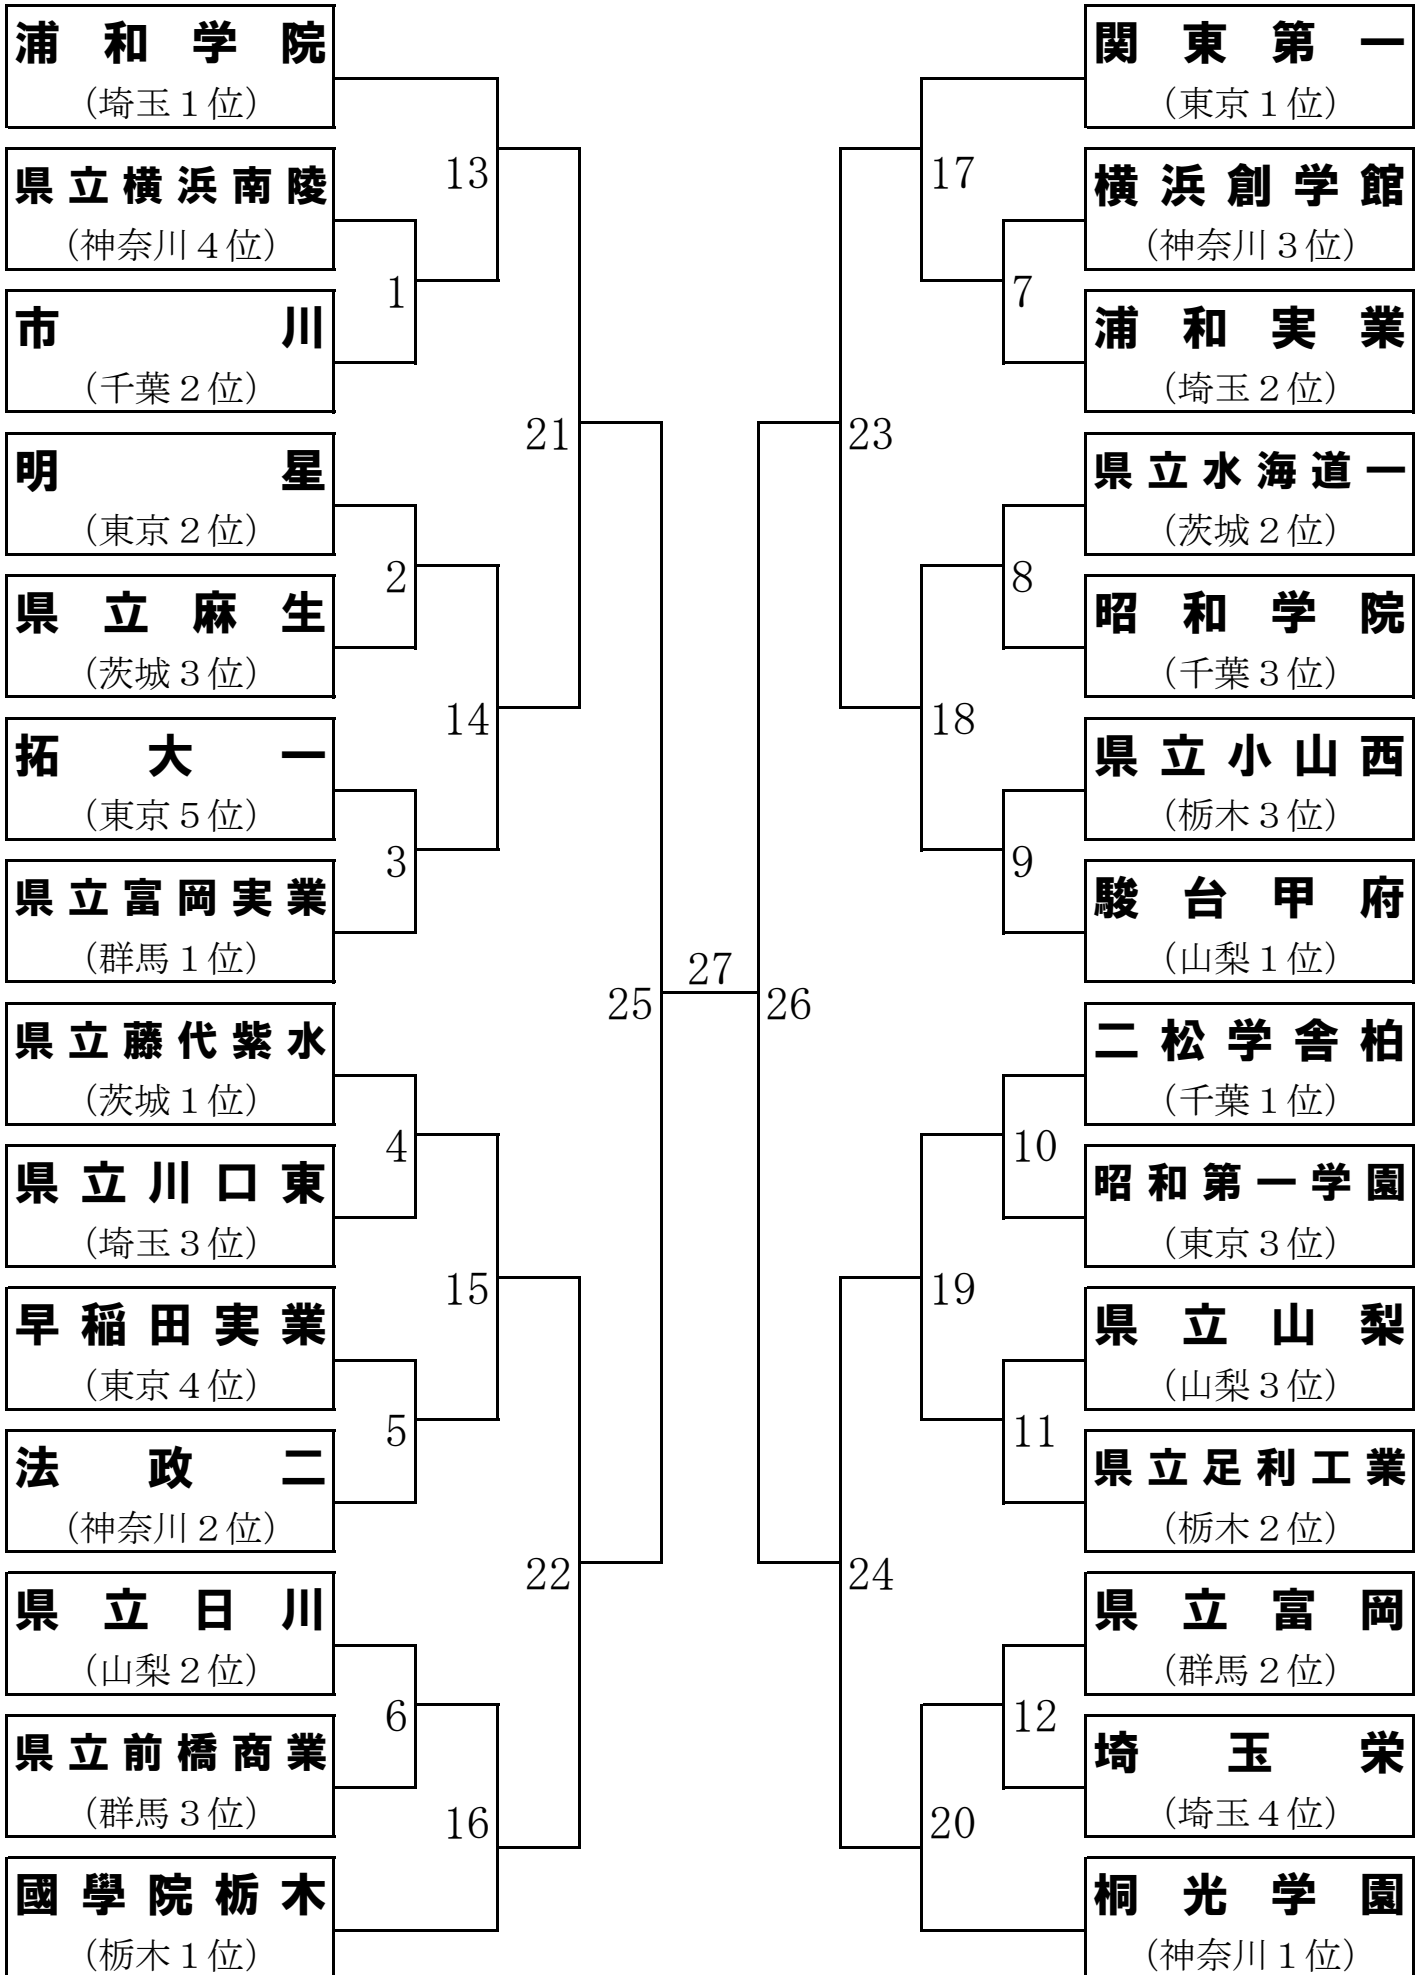 浦和学院
(埼玉１位)
県立横浜南陵
(神奈川４位)
市川
(千葉２位)
明星
(東京２位)
県立麻生
(茨城３位)
拓大一
(東京５位)
県立富岡実業
(群馬１位)
県立藤代紫水
(茨城１位)
県立川口東
(埼玉３位)
早稲田実業
(東京４位)
法政二
(神奈川２位)
県立日川
(山梨２位)
県立前橋商業
(群馬３位)
國學院栃木
(栃木１位)
13
1
21
2
14
3
25
4
15
5
22
6
16
27
17
7
23
8
18
9
26
10
19
11
24
12
20
関東第一
(東京１位)
横浜創学館
(神奈川３位)
浦和実業
(埼玉２位)
県立水海道一
(茨城２位)
昭和学院
(千葉３位)
県立小山西
(栃木３位)
駿台甲府
(山梨１位)
二松学舎柏
(千葉１位)
昭和第一学園
(東京３位)
県立山梨
(山梨３位)
県立足利工業
(栃木２位)
県立富岡
(群馬２位)
埼玉栄
(埼玉４位)
桐光学園
(神奈川１位)